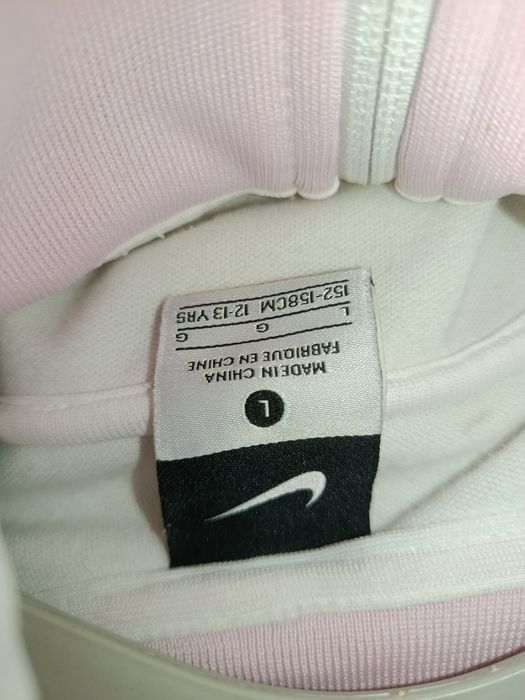 L
MADE IN CHINA
FABRIQUE EN CHINE
L G G
152-158CM 12-13 YRS